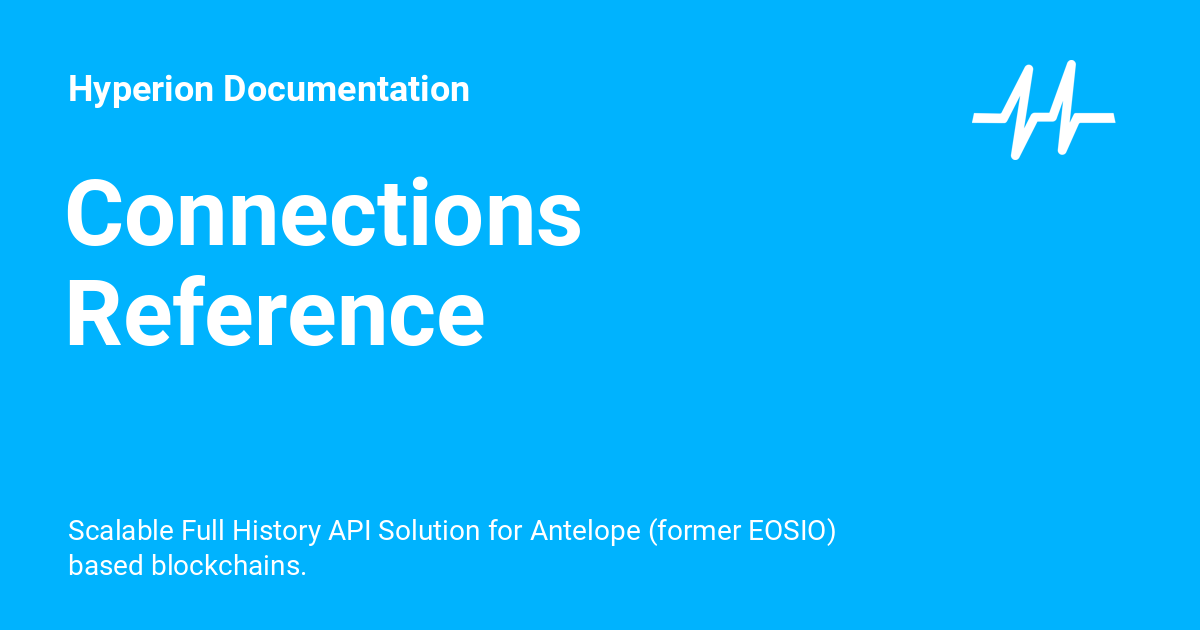 Hyperion Documentation
Connections
Reference
Scalable Full History API Solution for Antelope (former EOSIO)
based blockchains.